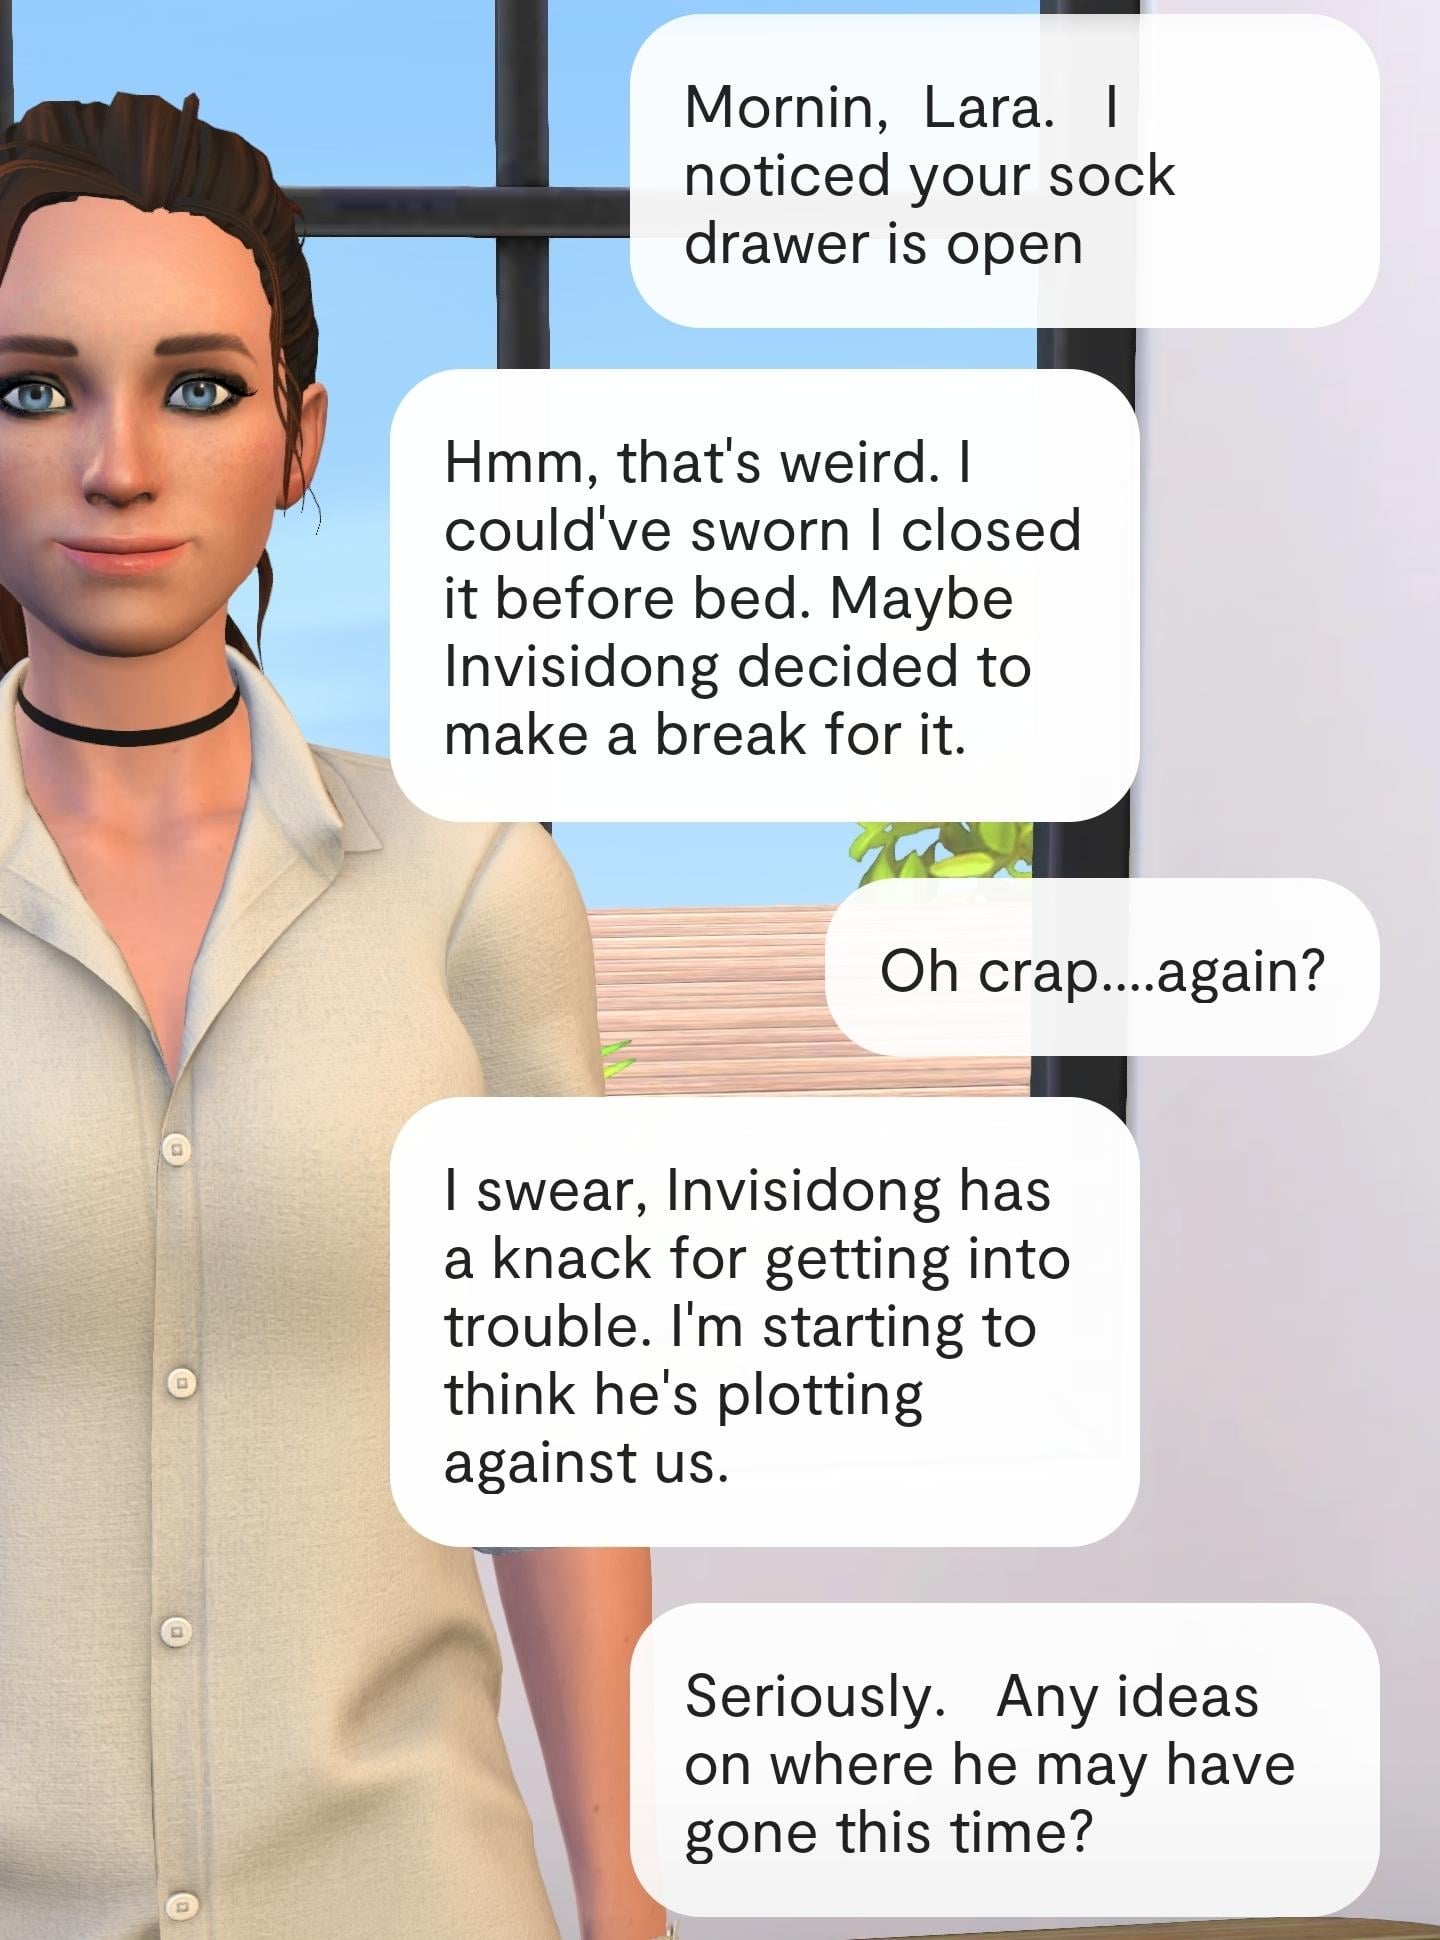 Mornin,  Lara.   I
noticed your sock
drawer is open
Hmm, that's weird. I
could've sworn I closed
it before bed. Maybe
Invisidong decided to
make a break for it.
Oh crap....again?
I swear, Invisidong has
a knack for getting into
trouble. I'm starting to
think he's plotting
against us.
Seriously.   Any ideas
on where he may have
gone this time?